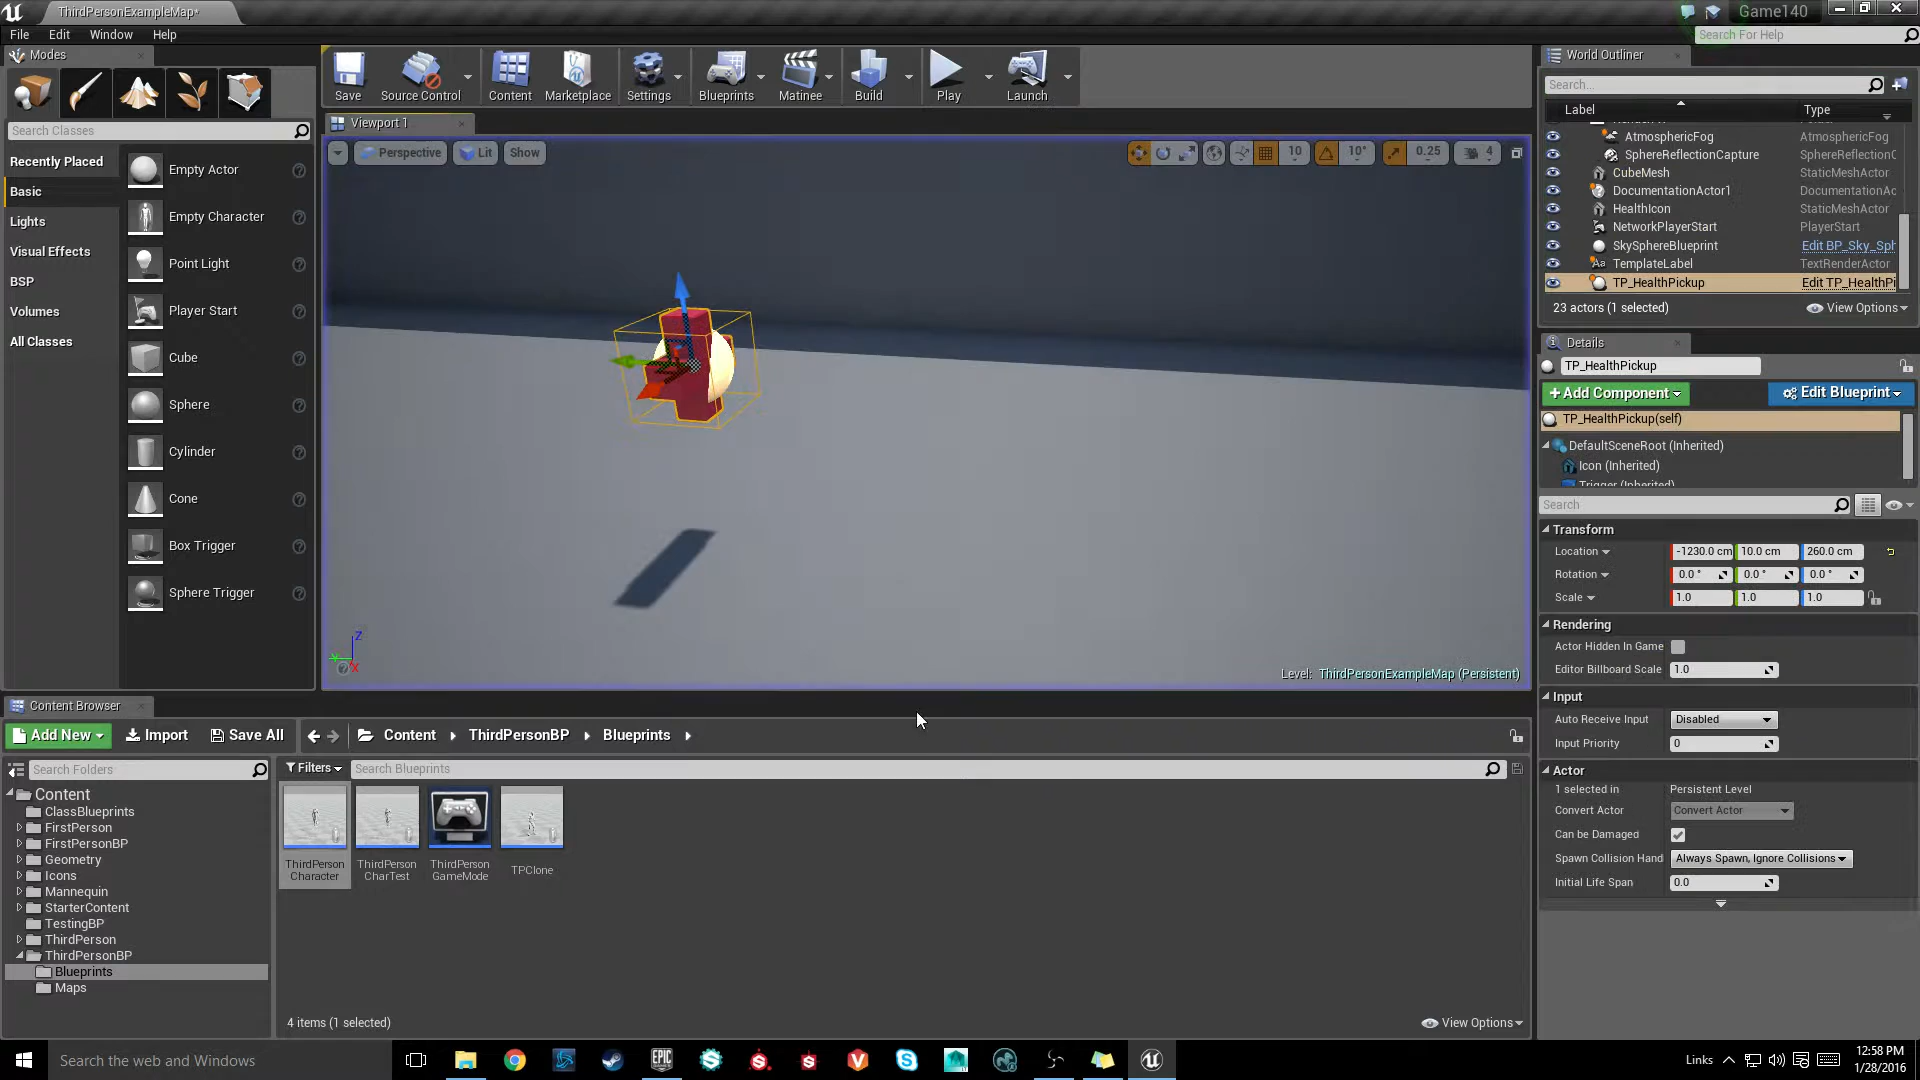 ThirdPersonExampleMap*
Game140
File Edit Window Help
Search For Help
Modes
Search Classes
Recently Placed
Basic
Lights
Visual Effects
BSP
Volumes
All Classes
Empty Actor
Empty Character
Point Light
Player Start
Cube
Sphere
Cylinder
Cone
Box Trigger
Sphere Trigger
Save Source Control Content Marketplace Settings Blueprints Matinee Build Play Launch
Viewport 1
Perspective Lit Show
10 10° 0.25 4
Z
X
Level: ThirdPersonExampleMap (Persistent)
World Outliner
Search...
Label Type
AtmosphericFog AtmosphericFog
SphereReflectionCapture SphereReflectionC
CubeMesh StaticMeshActor
DocumentationActor1 DocumentationAc
HealthIcon StaticMeshActor
NetworkPlayerStart PlayerStart
SkySphereBlueprint Edit BP_Sky_Sph
TemplateLabel TextRenderActor
TP_HealthPickup Edit TP_HealthPi
23 actors (1 selected) View Options
Details
TP_HealthPickup
+Add Component Edit Blueprint
TP_HealthPickup(self)
DefaultSceneRoot (Inherited)
Icon (Inherited)
Trigger (Inherited)
Search
Transform
Location -1230.0 cm 10.0 cm 260.0 cm
Rotation 0.0 ° 0.0 ° 0.0 °
Scale 1.0 1.0 1.0
Rendering
Actor Hidden In Game
Editor Billboard Scale 1.0
Input
Auto Receive Input Disabled
Input Priority 0
Actor
1 selected in Persistent Level
Convert Actor Convert Actor
Can be Damaged
Spawn Collision Hand Always Spawn, Ignore Collisions
Initial Life Span 0.0
Content Browser
Add New Import Save All Content ThirdPersonBP Blueprints
Search Folders
Filters Search Blueprints
Content
ClassBlueprints
FirstPerson
FirstPersonBP
Geometry
Icons
Mannequin
StarterContent
TestingBP
ThirdPerson
ThirdPersonBP
Blueprints
Maps
ThirdPerson
Character
ThirdPerson
CharTest
ThirdPerson
GameMode
TPClone
4 items (1 selected) View Options
Search the web and Windows
EPIC
GAMES
Links
12:58 PM
1/28/2016